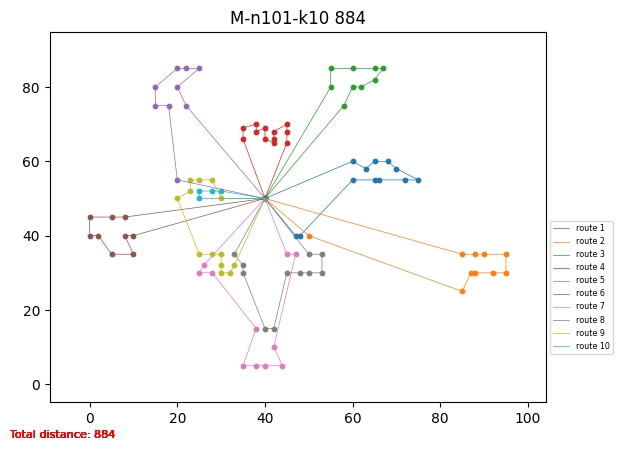 M-n101-k10 884
80
60
40
20
0
0 20 40 60 80 100
route 1
route 2
route 3
route 4
route 5
route 6
route 7
route 8
route 9
route 10
Total distance: 884